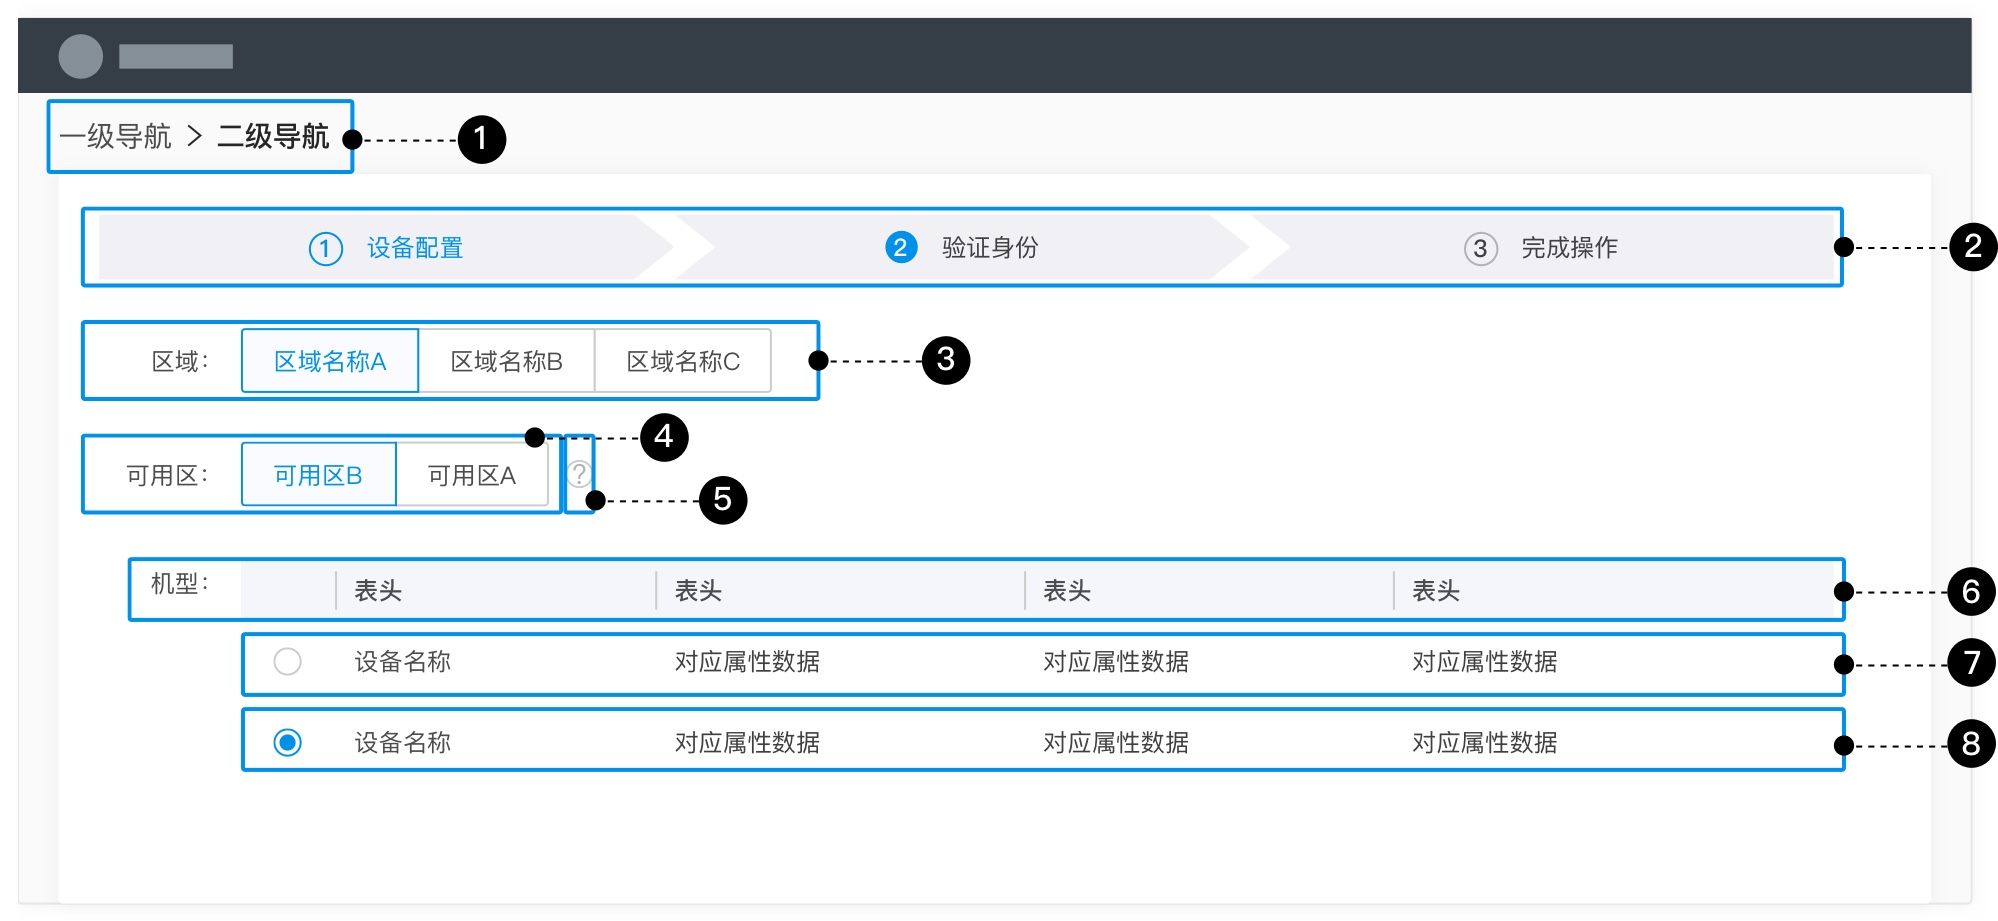 一级导航 > 二级导航 1
1 设备配置 2 验证身份 3 完成操作 2
区域: 区域名称A 区域名称B 区域名称C 3
4
可用区: 可用区B 可用区A ?
5
机型: 表头 表头 表头 表头 6
设备名称 对应属性数据 对应属性数据 对应属性数据 7
设备名称 对应属性数据 对应属性数据 对应属性数据 8